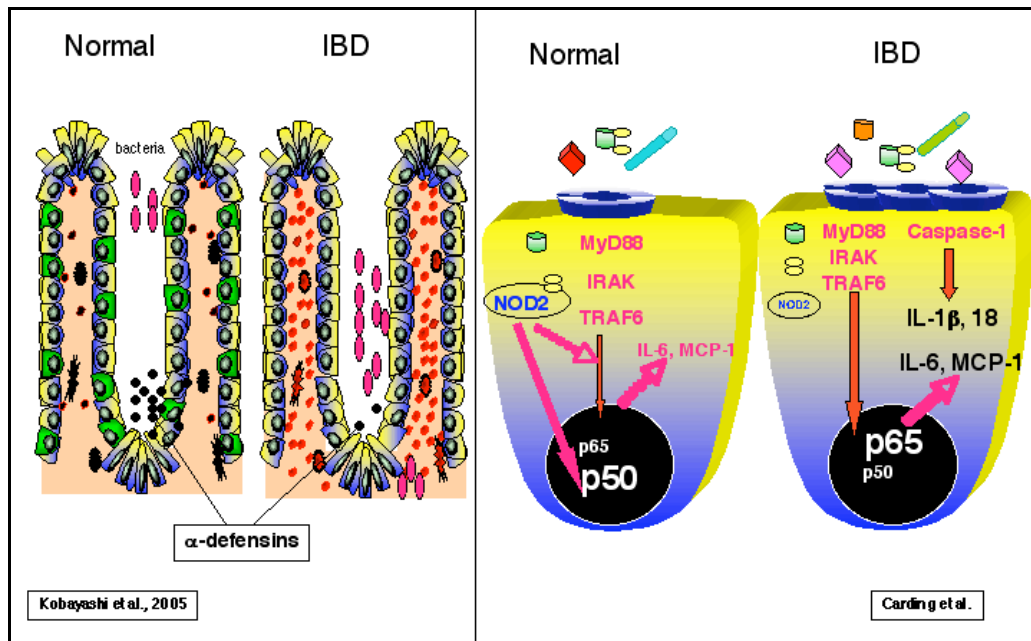 Normal
IBD
bacteria
α-defensins
Kobayashi et al., 2005
Normal
IBD
MyD88
IRAK
NOD2
TRAF6
IL-6, MCP-1
p65
p50
MyD88
Caspase-1
IRAK
TRAF6
NOD2
IL-1β, 18
IL-6, MCP-1
p65
p50
Carding et al.